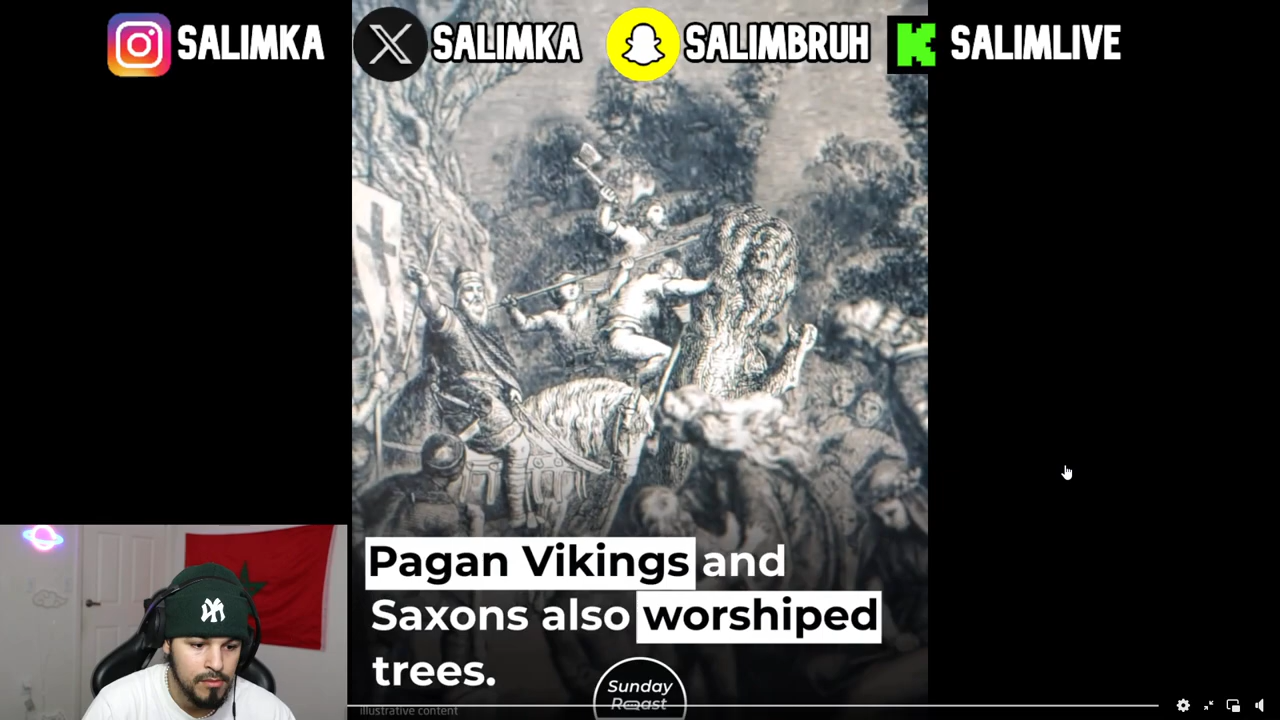 SALIMKA
SALIMKA
SALIMBRUH
SALIMLIVE
Pagan Vikings and
Saxons also worshiped
trees.
Sunday
Roast
illustrative content